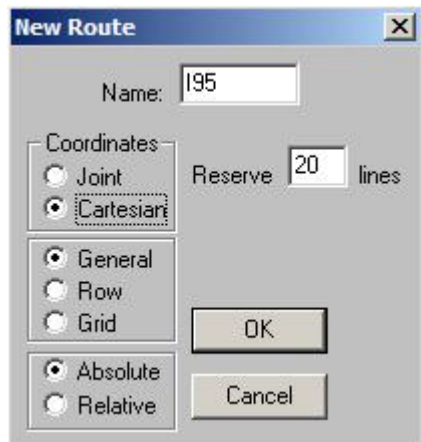 New Route
Name: I95
Coordinates
Joint
Cartesian
Reserve 20 lines
General
Row
Grid
OK
Absolute
Relative
Cancel